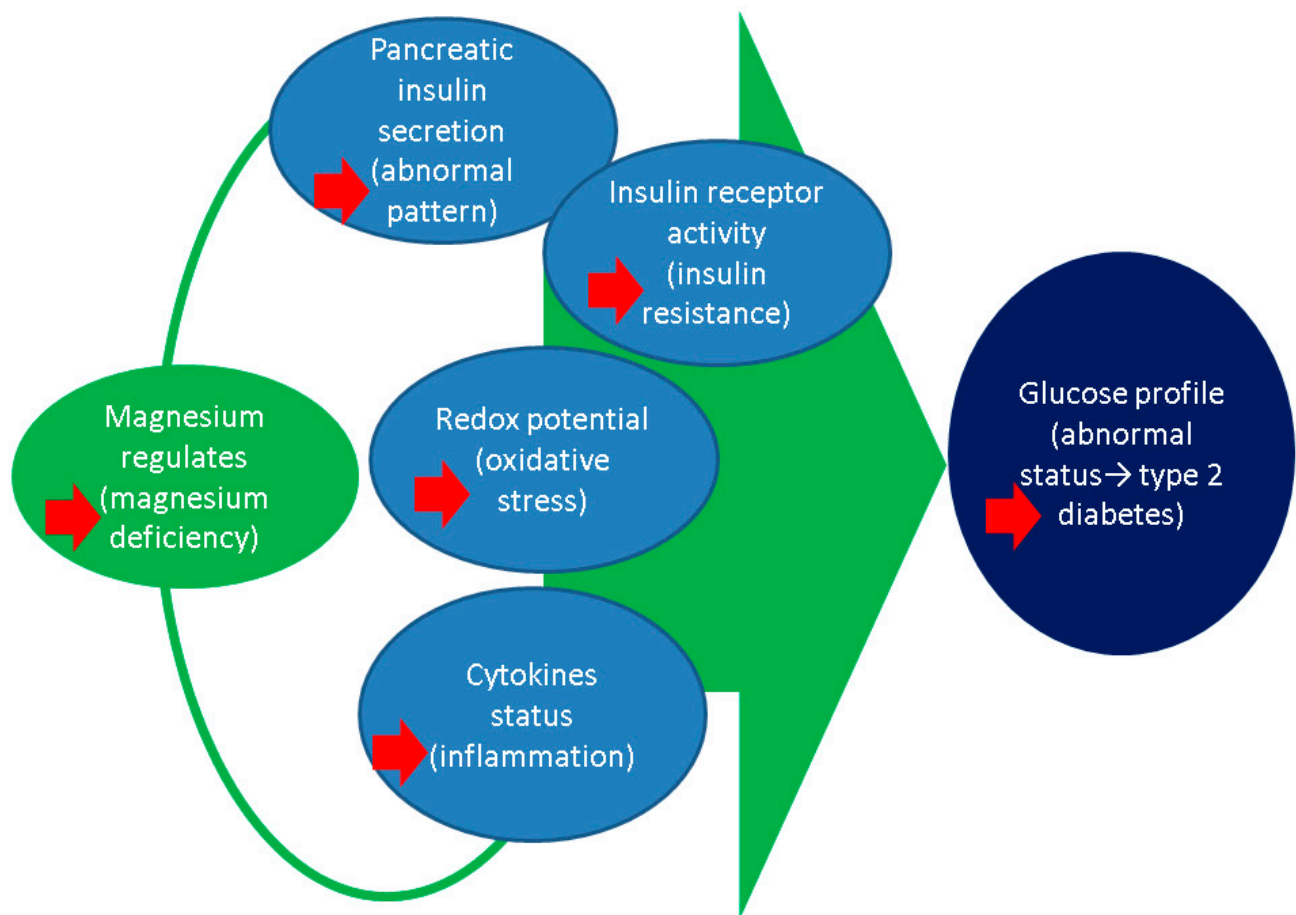 Pancreatic
insulin
secretion
(abnormal
pattern)
Insulin receptor
activity
(insulin
resistance)
Magnesium
regulates
(magnesium
deficiency)
Redox potential
(oxidative
stress)
Cytokines
status
(inflammation)
Glucose profile
(abnormal
status→ type 2
diabetes)